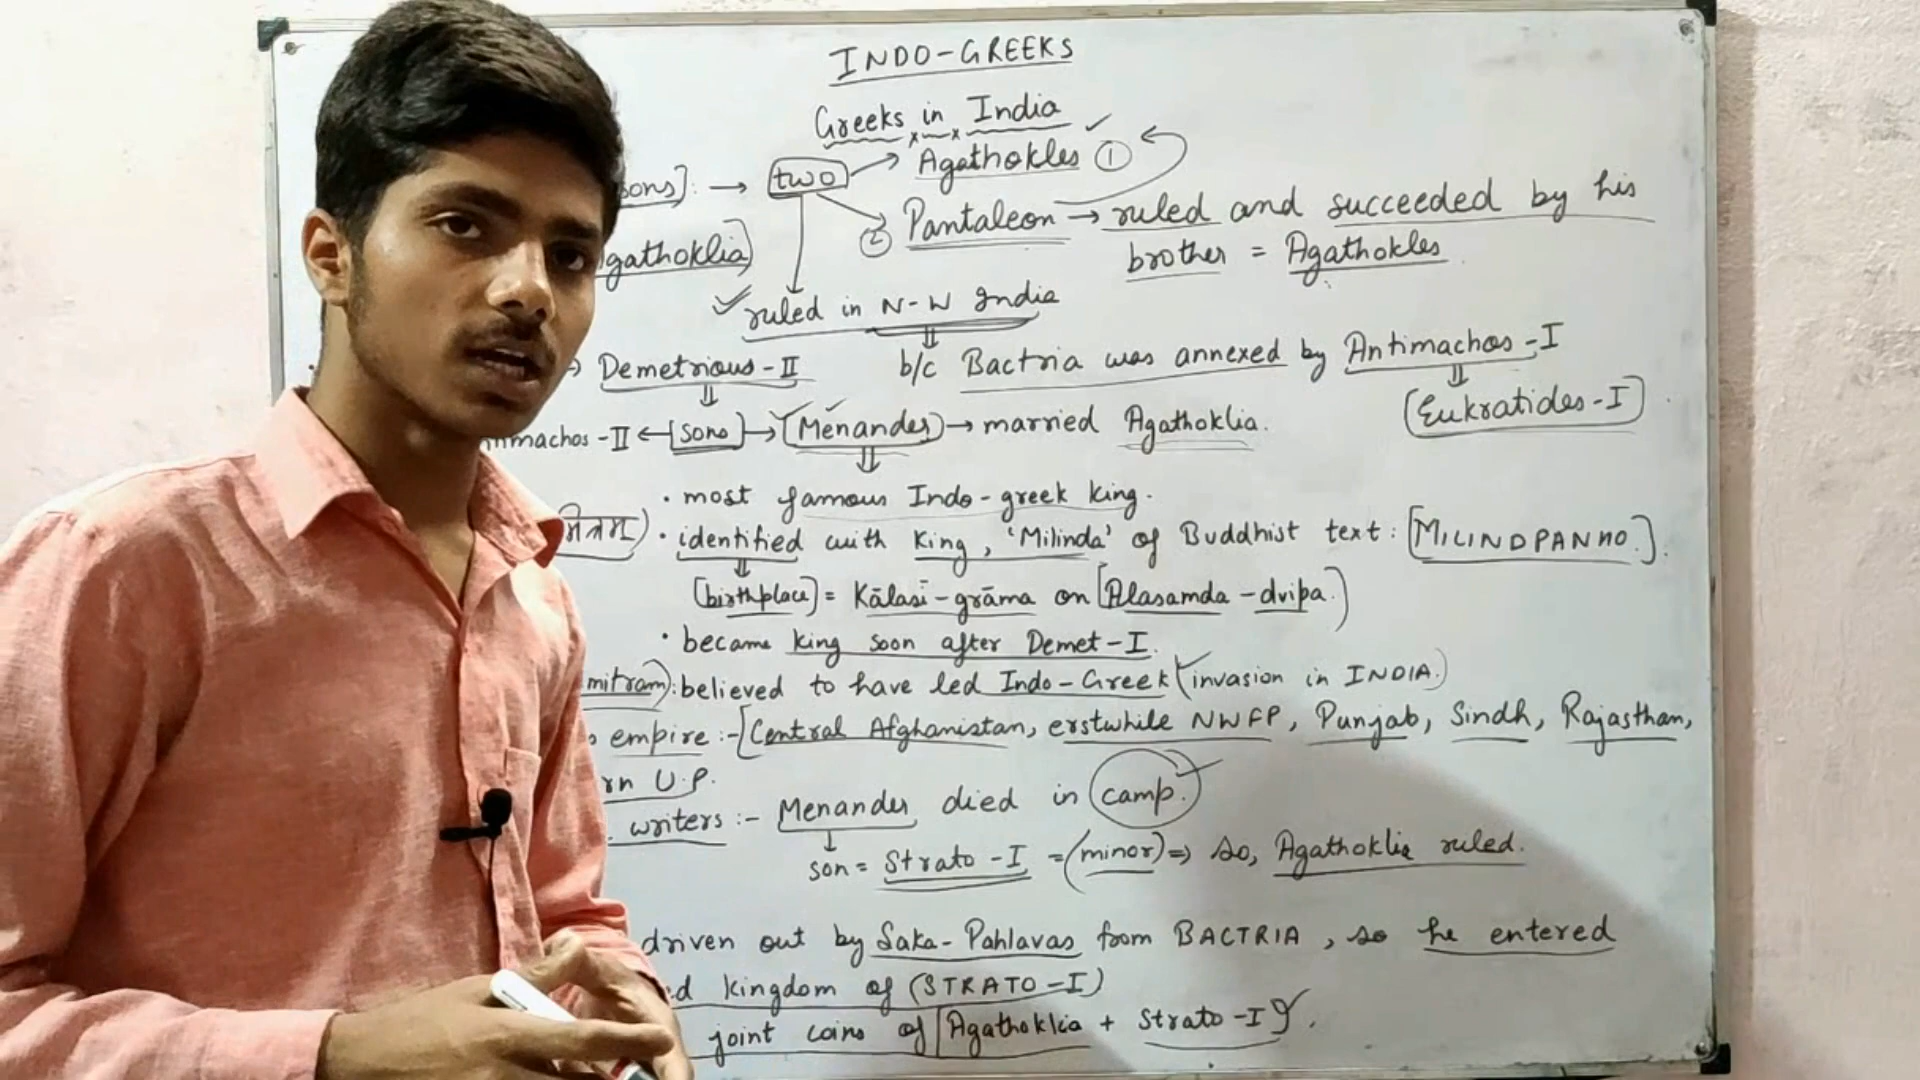 INDO-GREEKS
Greeks in India
sons]: → two → Agathokles ①
② Pantaleon → ruled and succeeded by his
gathoklia) brother = Agathokles
✓ ruled in N-W India
→ Demetrious-II b/c Bactria was annexed by Antimachos-I
(Eukratides-I)
machos-II ← [sons] → (Menander) → married Agathoklia.
• most famous Indo-greek king.
• identified with king, 'Milinda' of Buddhist text: [MILINDPANHO.]
[birthplace] = Kālasī-grāma on [Alasamda-dvipa.)
• became king soon after Demet-I.
mitram): believed to have led Indo-Greek (invasion in INDIA.)
empire :- [Central Afghanistan, erstwhile NWFP, Punjab, Sindh, Rajasthan,
rn U.P.
writers :- Menander died in camp.
son = Strato-I = (minor) => so, Agathoklia ruled.
driven out by Saka-Pahlavas from BACTRIA, so he entered
ed kingdom of (STRATO-I)
joint coins of [Agathoklia + Strato-I].